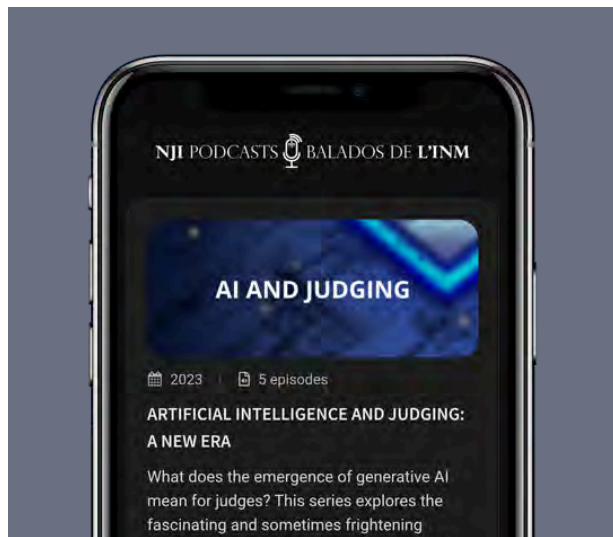 NJI PODCASTS BALADOS DE L'INM
AI AND JUDGING
2023 | 5 episodes
ARTIFICIAL INTELLIGENCE AND JUDGING:
A NEW ERA
What does the emergence of generative AI
mean for judges? This series explores the
fascinating and sometimes frightening